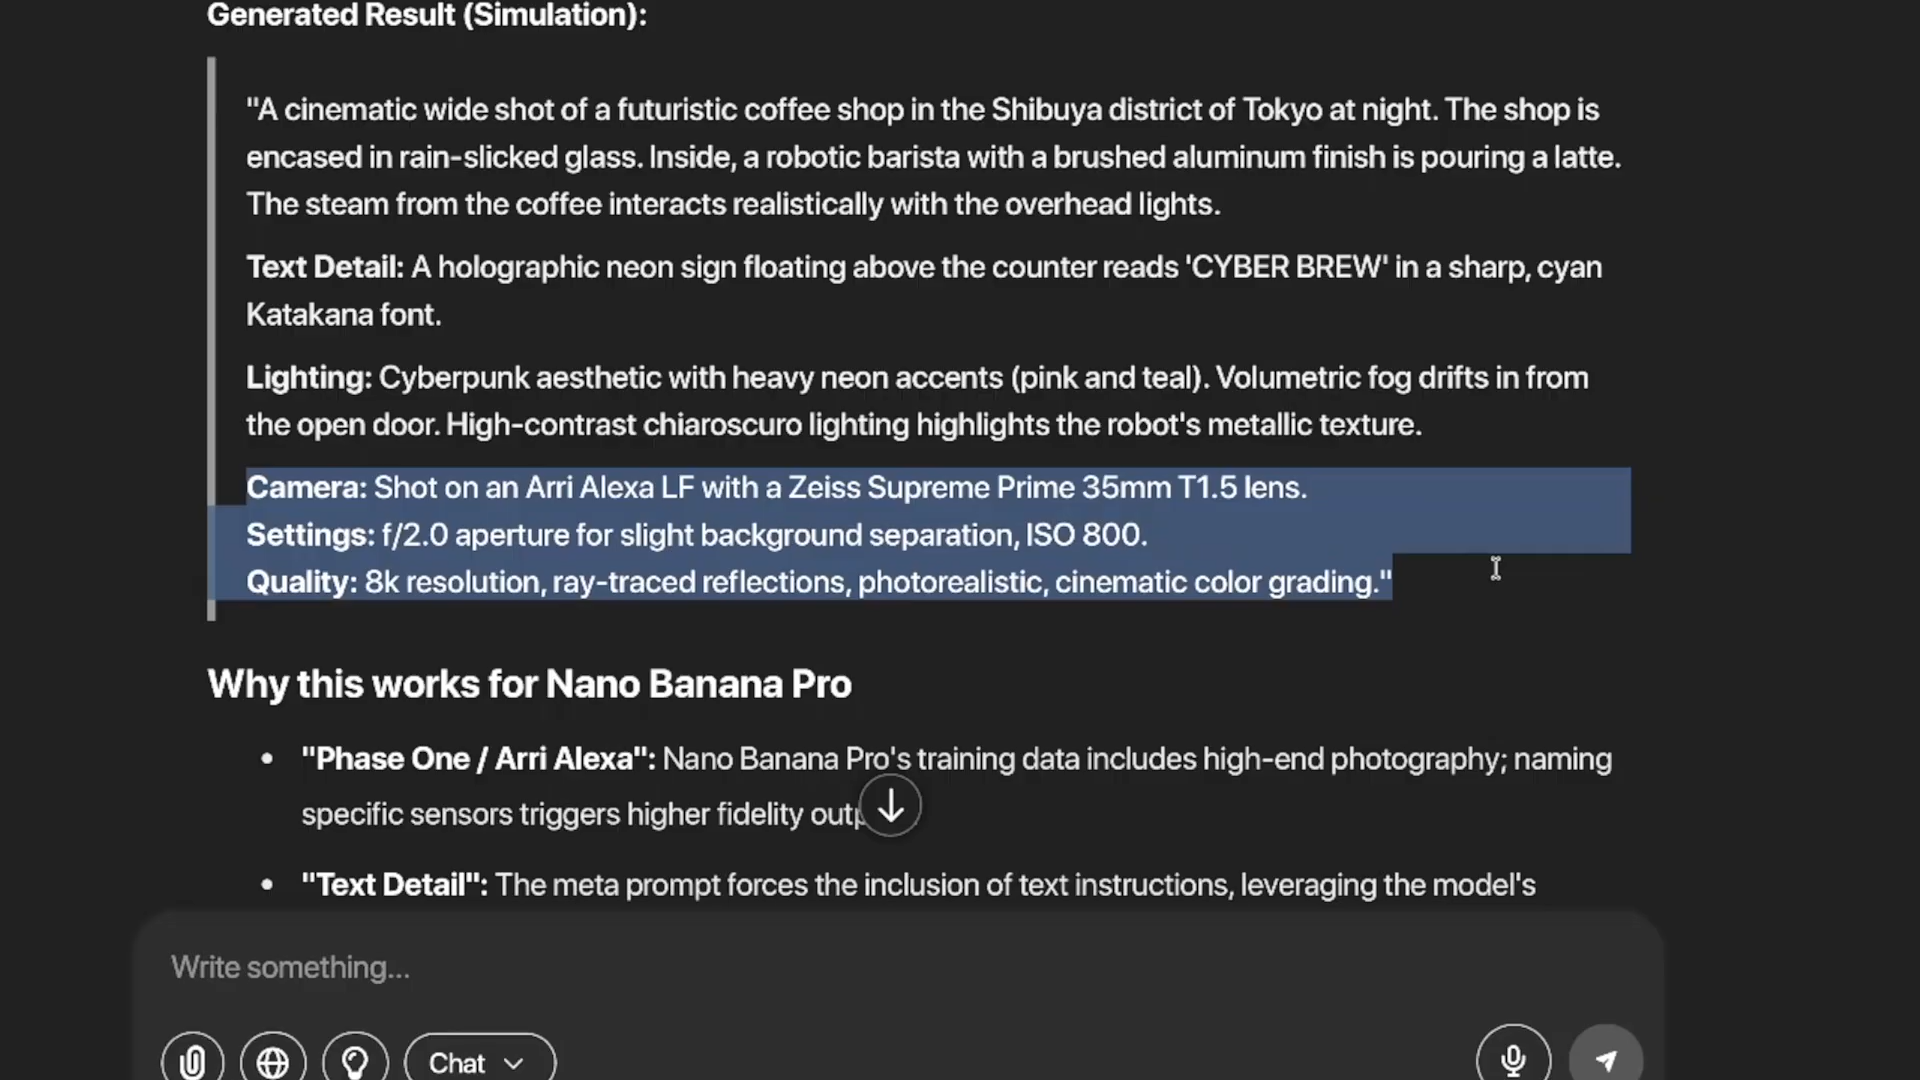 Generated Result (Simulation):
"A cinematic wide shot of a futuristic coffee shop in the Shibuya district of Tokyo at night. The shop is
encased in rain-slicked glass. Inside, a robotic barista with a brushed aluminum finish is pouring a latte.
The steam from the coffee interacts realistically with the overhead lights.
Text Detail: A holographic neon sign floating above the counter reads 'CYBER BREW' in a sharp, cyan
Katakana font.
Lighting: Cyberpunk aesthetic with heavy neon accents (pink and teal). Volumetric fog drifts in from
the open door. High-contrast chiaroscuro lighting highlights the robot's metallic texture.
Camera: Shot on an Arri Alexa LF with a Zeiss Supreme Prime 35mm T1.5 lens.
Settings: f/2.0 aperture for slight background separation, ISO 800.
Quality: 8k resolution, ray-traced reflections, photorealistic, cinematic color grading."
Why this works for Nano Banana Pro
• "Phase One / Arri Alexa": Nano Banana Pro's training data includes high-end photography; naming
specific sensors triggers higher fidelity
• "Text Detail": The meta prompt forces the inclusion of text instructions, leveraging the model's
Write something...
Chat